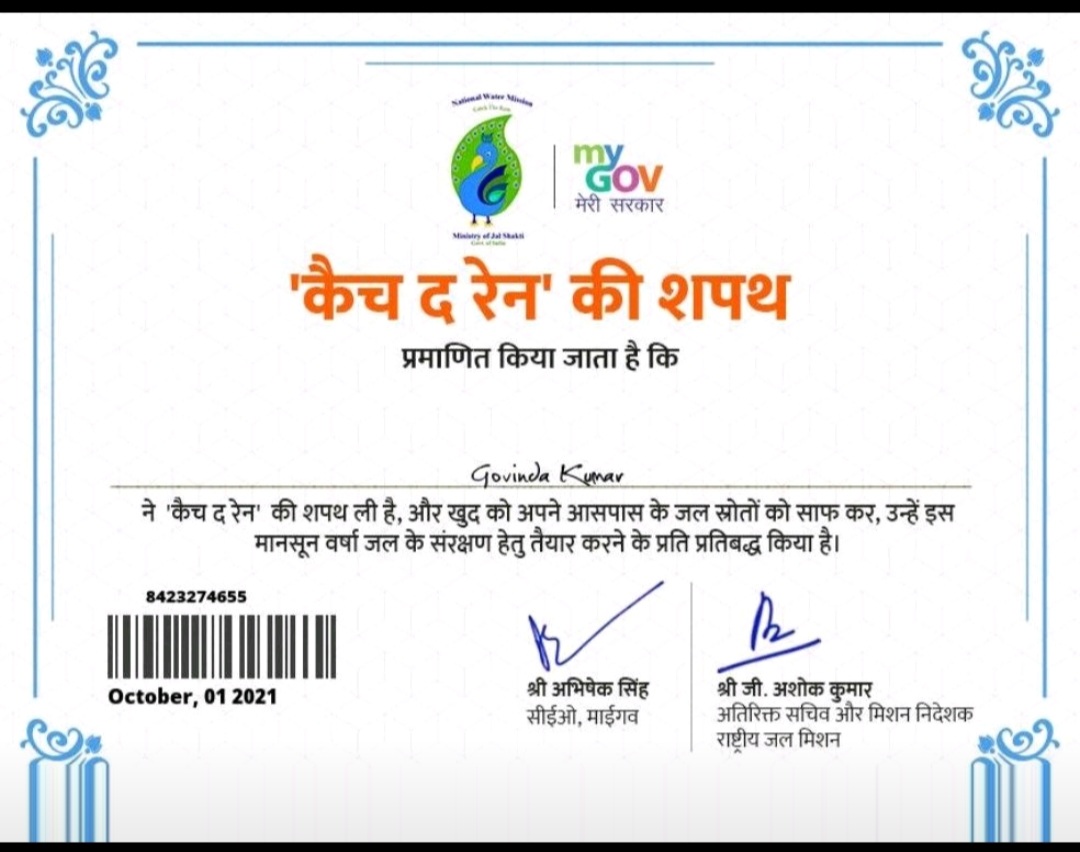 National Water Mission
Catch The Rain
my
GOV
मेरी सरकार
Ministry of Jal Shakti
Govt. of India
'कैच द रेन' की शपथ
प्रमाणित किया जाता है कि
Govinda Kumar
ने 'कैच द रेन' की शपथ ली है, और खुद को अपने आसपास के जल स्रोतों को साफ कर, उन्हें इस
मानसून वर्षा जल के संरक्षण हेतु तैयार करने के प्रति प्रतिबद्ध किया है।
8423274655
October, 01 2021
श्री अभिषेक सिंह
सीईओ, माईगव
श्री जी. अशोक कुमार
अतिरिक्त सचिव और मिशन निदेशक
राष्ट्रीय जल मिशन